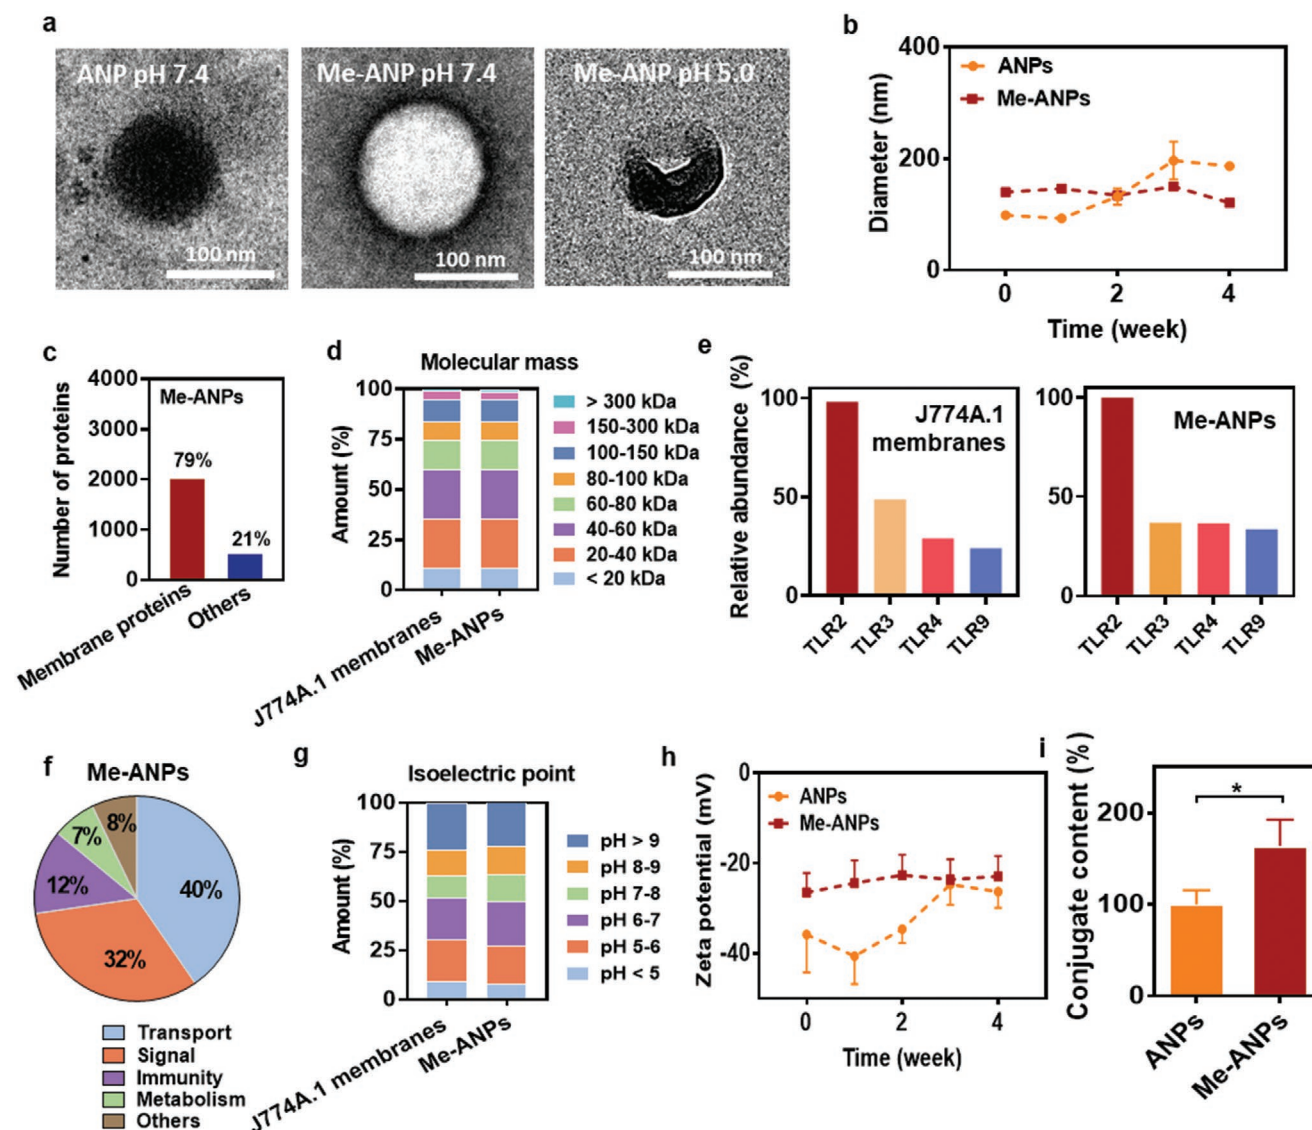 a
ANP pH 7.4
100 nm
Me-ANP pH 7.4
100 nm
Me-ANP pH 5.0
100 nm
b
Diameter (nm)
400
200
0
ANPs
Me-ANPs
0 2 4
Time (week)
c
Number of proteins
4000
3000
2000
1000
0
Me-ANPs
79%
21%
Membrane proteins
Others
d
Molecular mass
Amount (%)
100
75
50
25
0
> 300 kDa
150-300 kDa
100-150 kDa
80-100 kDa
60-80 kDa
40-60 kDa
20-40 kDa
< 20 kDa
J774A.1 membranes
Me-ANPs
e
Relative abundance (%)
100
50
0
J774A.1
membranes
TLR2
TLR3
TLR4
TLR9
100
50
0
Me-ANPs
TLR2
TLR3
TLR4
TLR9
f
Me-ANPs
8%
7%
40%
12%
32%
Transport
Signal
Immunity
Metabolism
Others
g
Isoelectric point
Amount (%)
100
75
50
25
0
pH > 9
pH 8-9
pH 7-8
pH 6-7
pH 5-6
pH < 5
J774A.1 membranes
Me-ANPs
h
Zeta potential (mV)
0
-20
-40
ANPs
Me-ANPs
0 2 4
Time (week)
i
Conjugate content (%)
200
100
0
*
ANPs
Me-ANPs